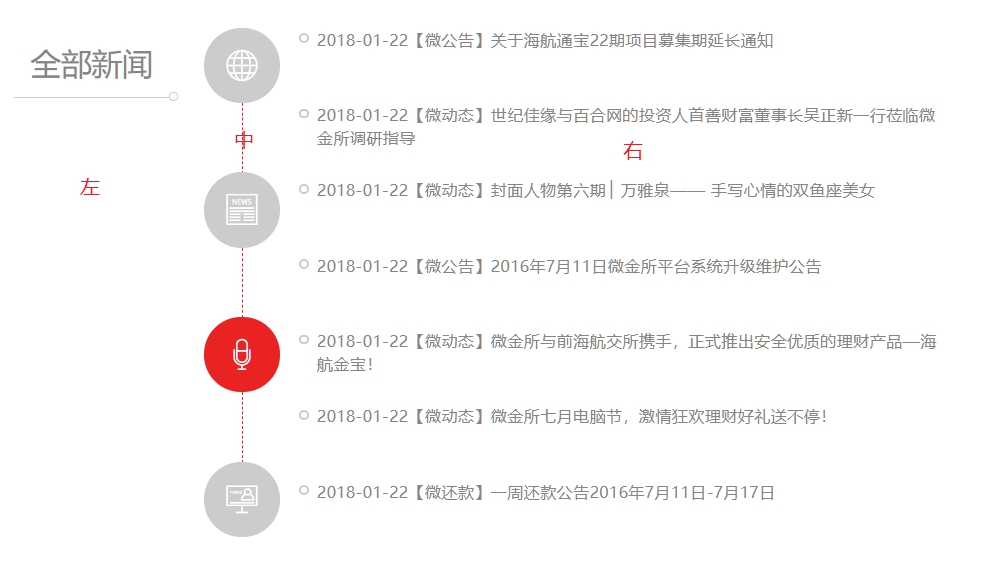 全部新闻
左
中
右
NEWS
2018-01-22【微公告】关于海航通宝22期项目募集期延长通知
2018-01-22【微动态】世纪佳缘与百合网的投资人首善财富董事长吴正新一行莅临微
金所调研指导
2018-01-22【微动态】封面人物第六期│ 万雅泉—— 手写心情的双鱼座美女
2018-01-22【微公告】2016年7月11日微金所平台系统升级维护公告
2018-01-22【微动态】微金所与前海航交所携手，正式推出安全优质的理财产品—海
航金宝！
2018-01-22【微动态】微金所七月电脑节，激情狂欢理财好礼送不停！
2018-01-22【微还款】一周还款公告2016年7月11日-7月17日